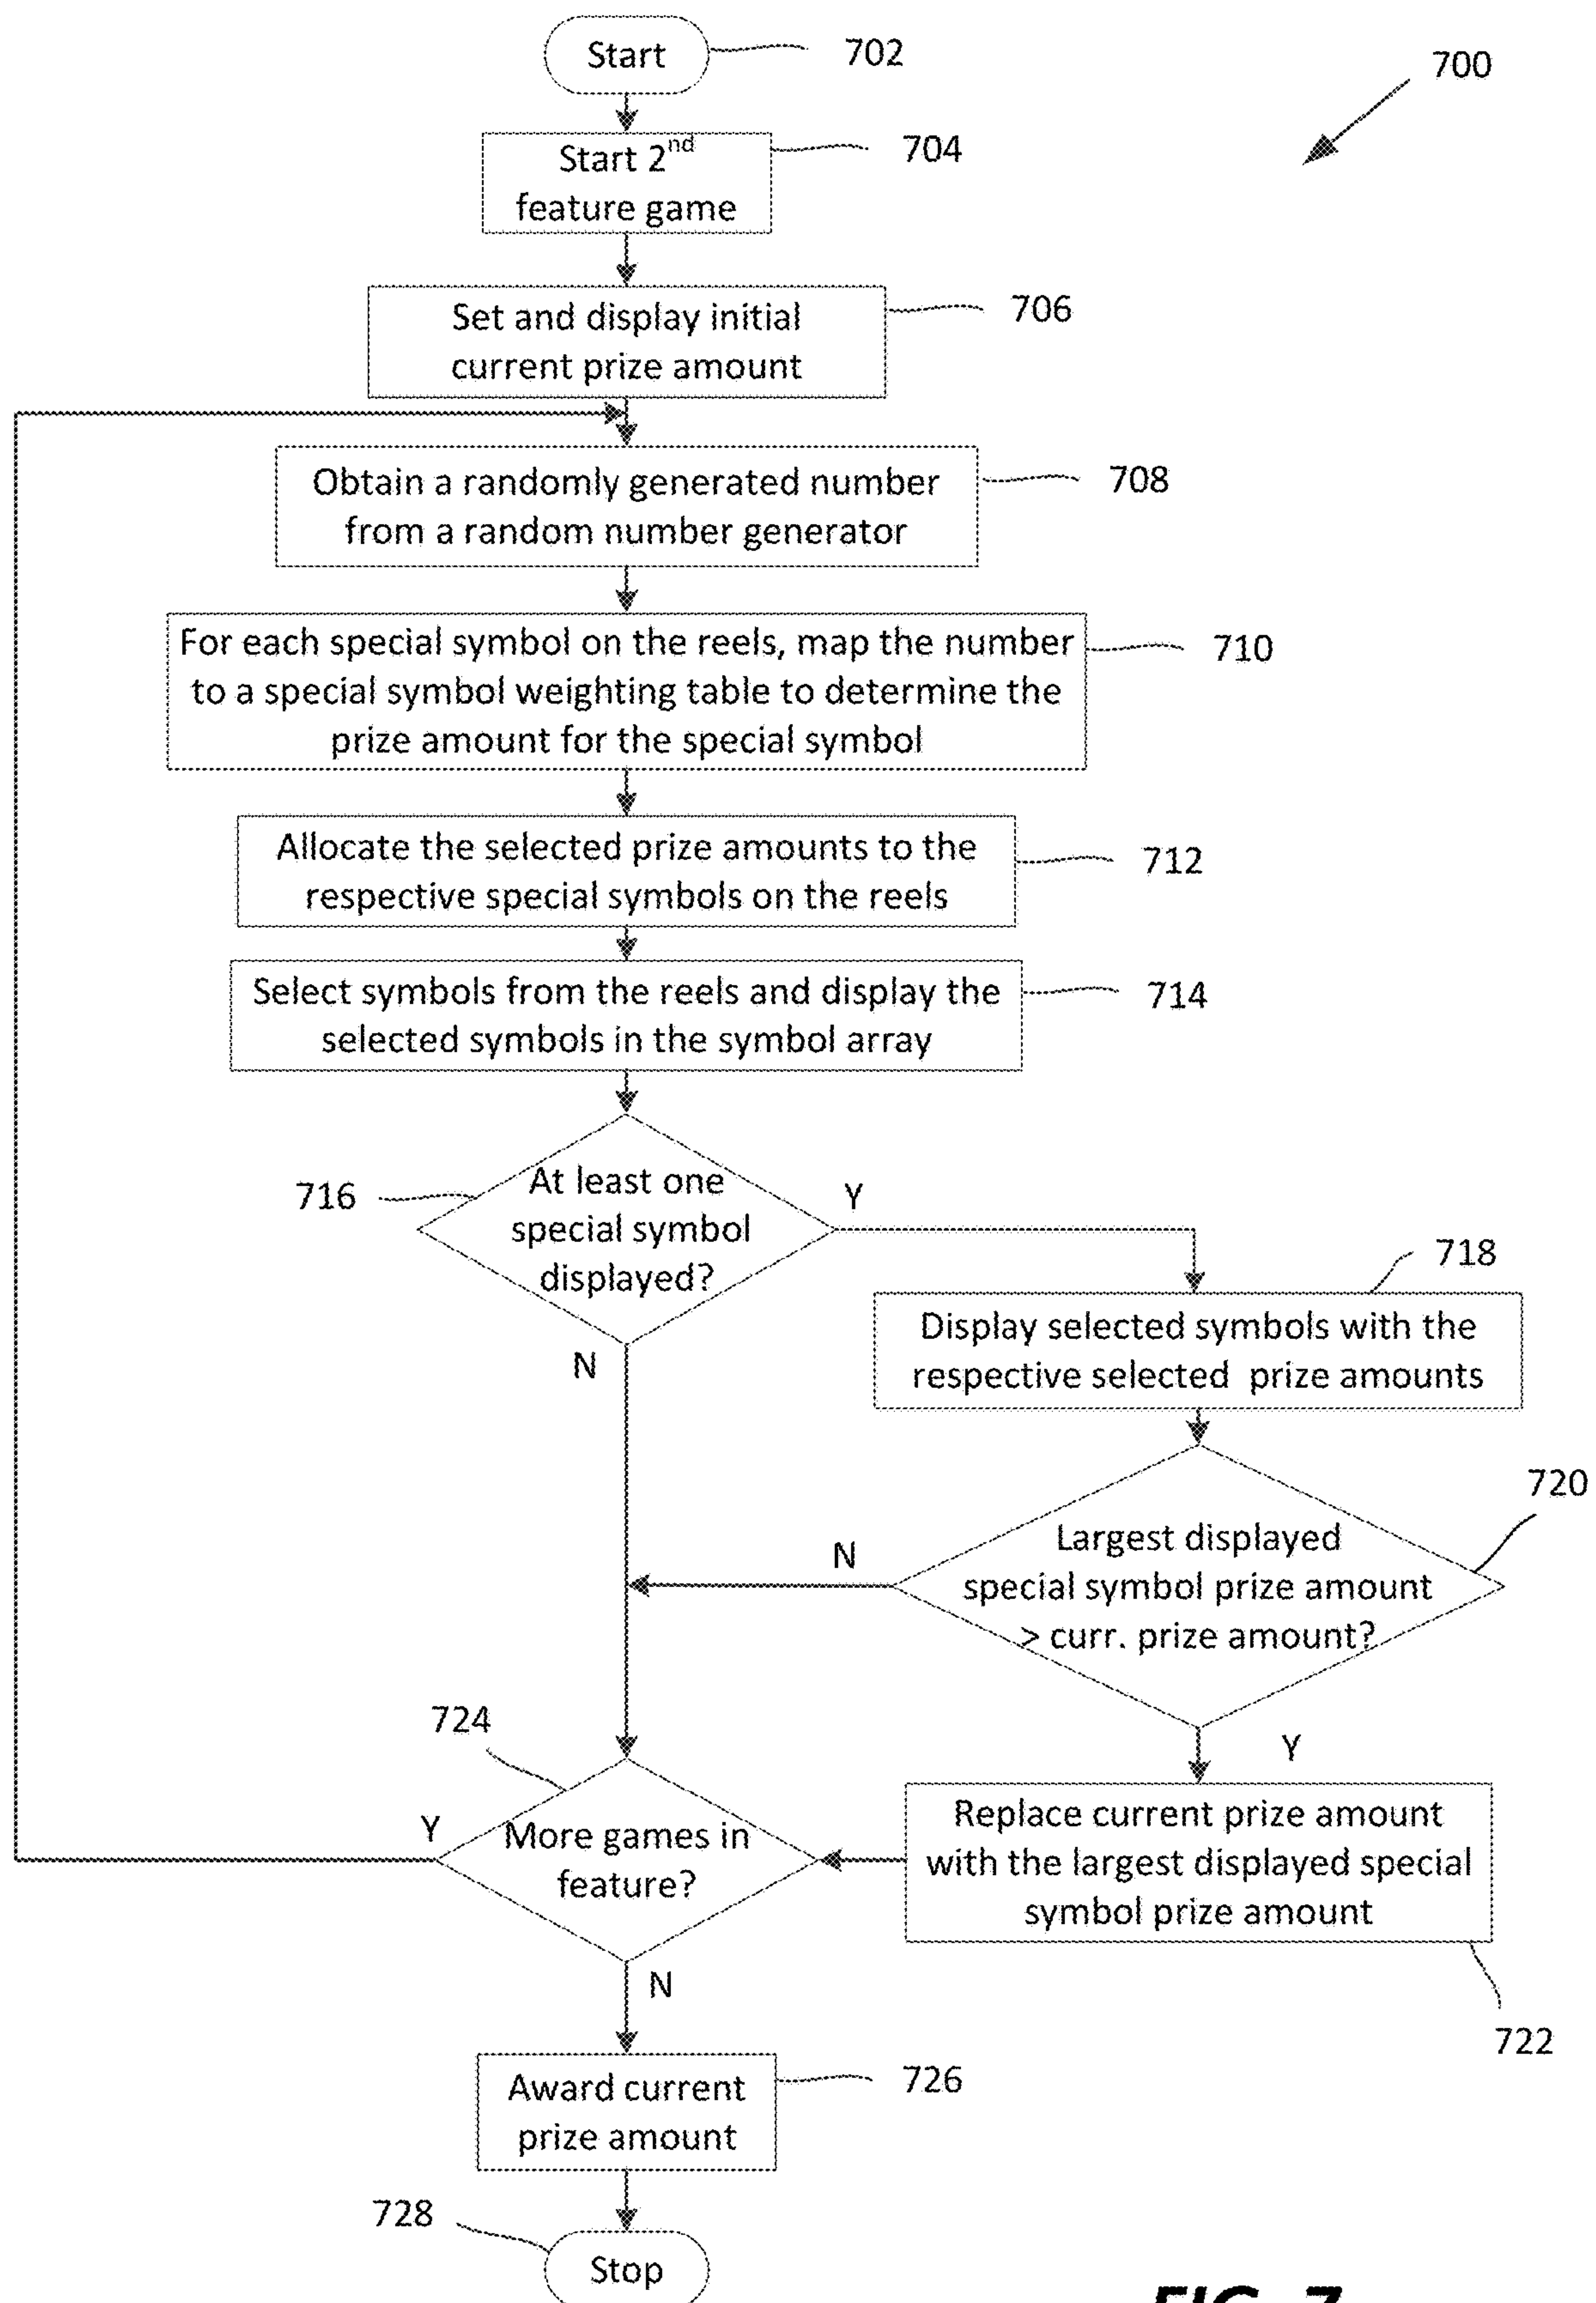 Start
702
700
Start 2nd
feature game
704
Set and display initial
current prize amount
706
Obtain a randomly generated number
from a random number generator
708
For each special symbol on the reels, map the number
to a special symbol weighting table to determine the
prize amount for the special symbol
710
Allocate the selected prize amounts to the
respective special symbols on the reels
712
Select symbols from the reels and display the
selected symbols in the symbol array
714
716
At least one
special symbol
displayed?
Y
N
718
Display selected symbols with the
respective selected prize amounts
720
Largest displayed
special symbol prize amount
> curr. prize amount?
N
Y
724
More games in
feature?
Y
N
Replace current prize amount
with the largest displayed special
symbol prize amount
722
Award current
prize amount
726
728
Stop
FIG. 7